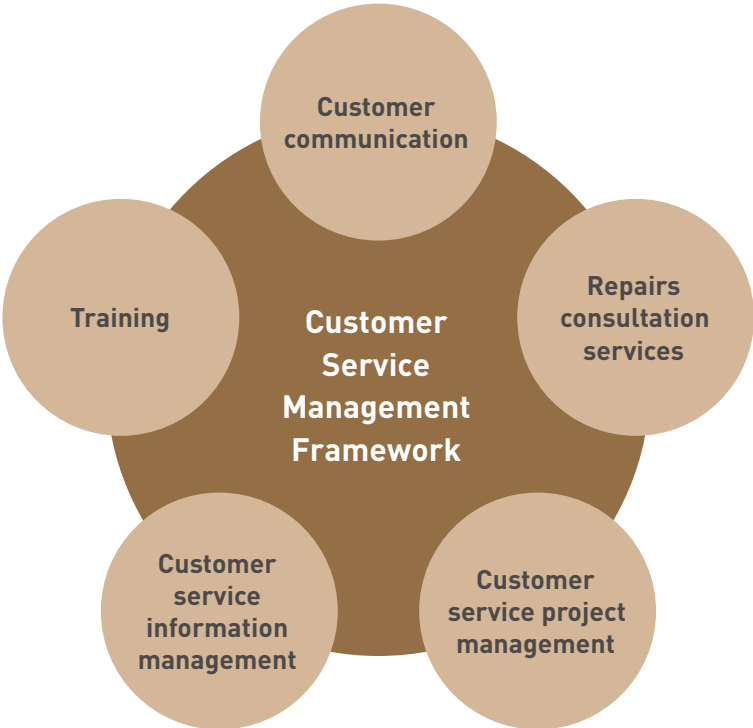 Customer
communication
Training
Repairs
consultation
services
Customer
Service
Management
Framework
Customer
service
information
management
Customer
service project
management